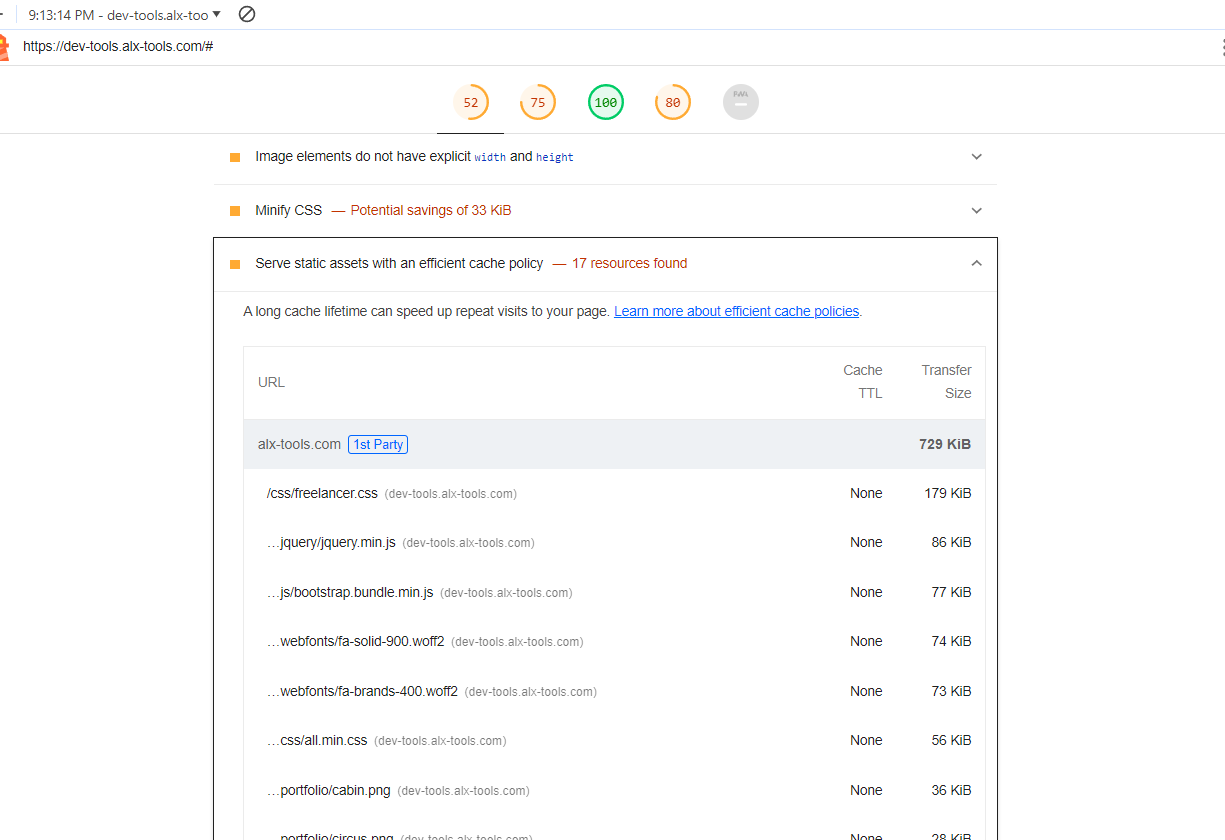 9:13:14 PM - dev-tools.alx-too
https://dev-tools.alx-tools.com/#
52 75 100 80
Image elements do not have explicit width and height
Minify CSS — Potential savings of 33 KiB
Serve static assets with an efficient cache policy — 17 resources found
A long cache lifetime can speed up repeat visits to your page. Learn more about efficient cache policies.
URL Cache TTL Transfer Size
alx-tools.com 1st Party 729 KiB
/css/freelancer.css (dev-tools.alx-tools.com) None 179 KiB
…jquery/jquery.min.js (dev-tools.alx-tools.com) None 86 KiB
…js/bootstrap.bundle.min.js (dev-tools.alx-tools.com) None 77 KiB
…webfonts/fa-solid-900.woff2 (dev-tools.alx-tools.com) None 74 KiB
…webfonts/fa-brands-400.woff2 (dev-tools.alx-tools.com) None 73 KiB
…css/all.min.css (dev-tools.alx-tools.com) None 56 KiB
…portfolio/cabin.png (dev-tools.alx-tools.com) None 36 KiB
…portfolio/circus.png (dev-tools.alx-tools.com) None 28 KiB